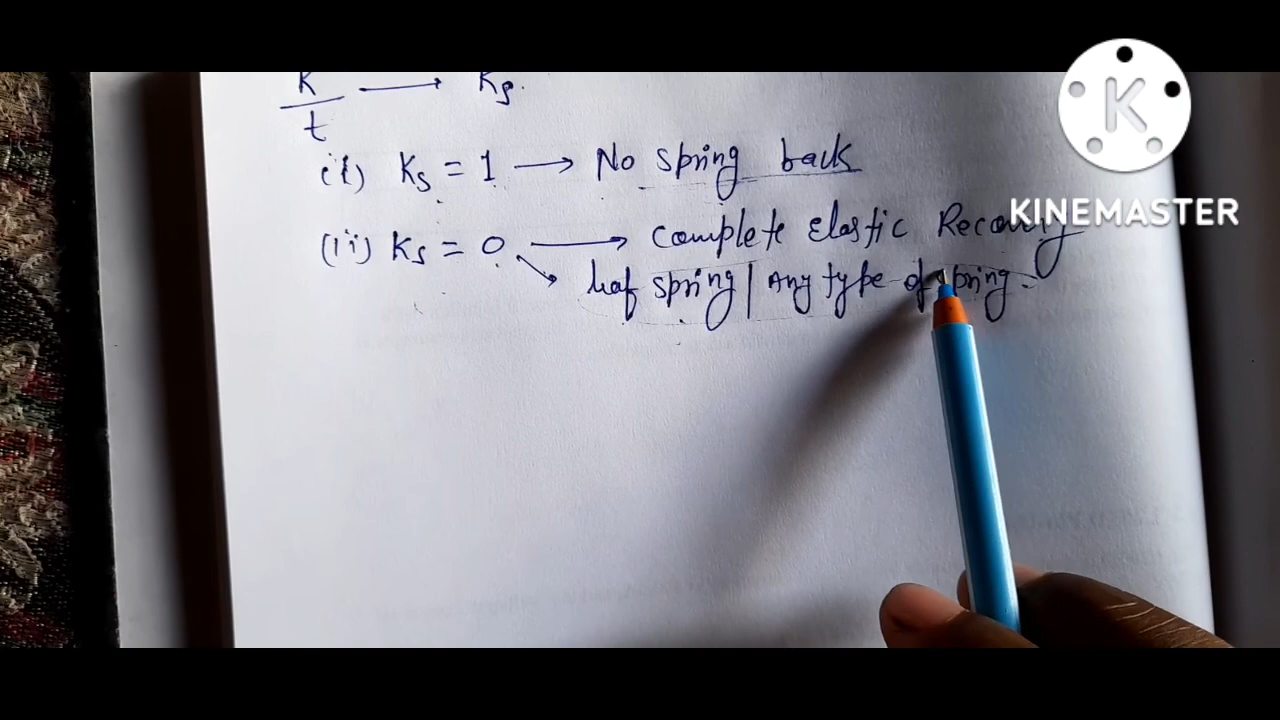 K → Ks.
t
(i) Ks = 1 → No spring back
(ii) Ks = 0 → Complete Elastic Recovery
→ leaf spring | Any type of spring.
K
KINEMASTER